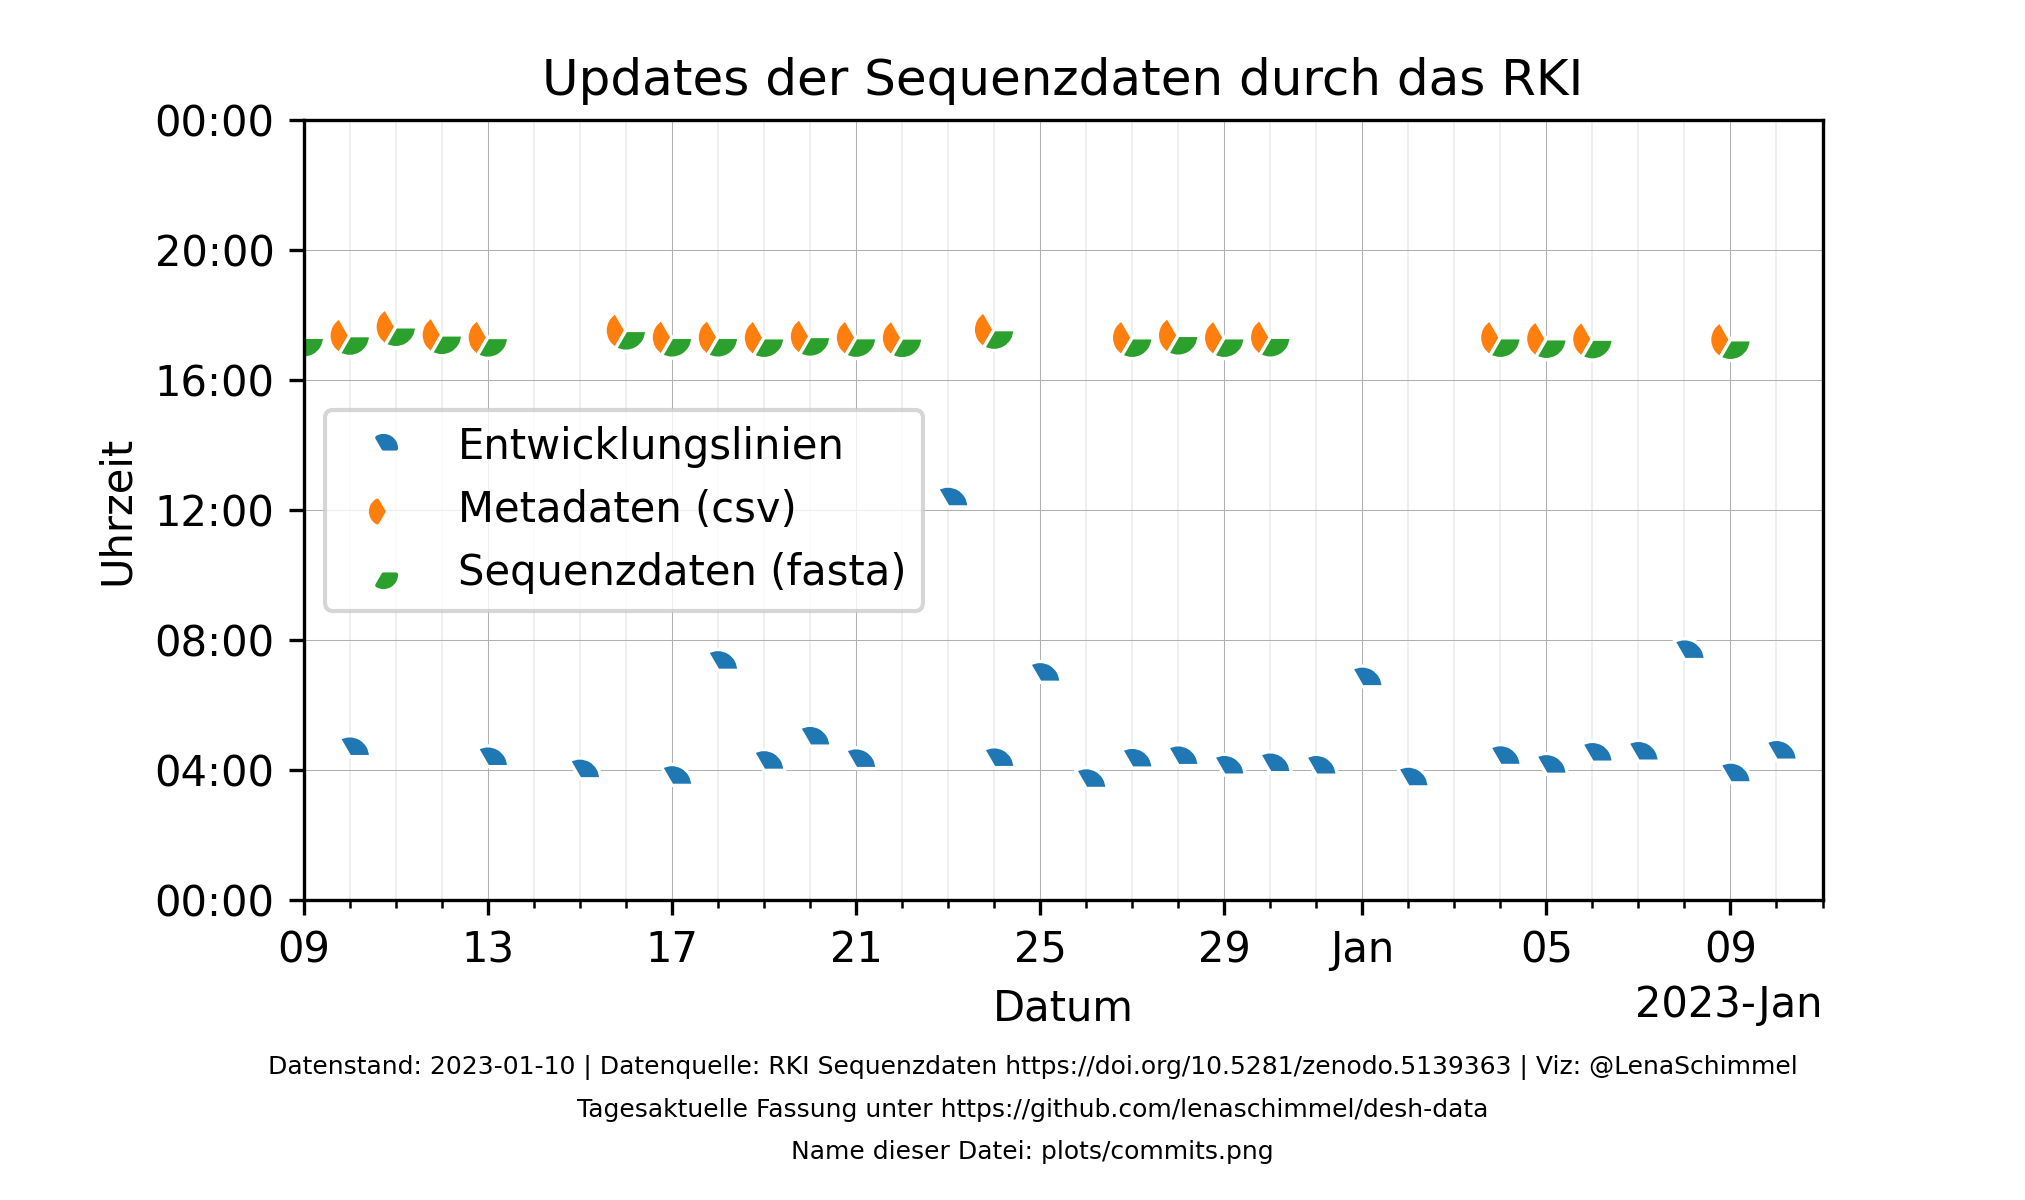 Updates der Sequenzdaten durch das RKI
00:00
20:00
16:00
12:00
08:00
04:00
00:00
Uhrzeit
Entwicklungslinien
Metadaten (csv)
Sequenzdaten (fasta)
09 13 17 21 25 29 Jan 05 09
Datum
2023-Jan
Datenstand: 2023-01-10 | Datenquelle: RKI Sequenzdaten https://doi.org/10.5281/zenodo.5139363 | Viz: @LenaSchimmel
Tagesaktuelle Fassung unter https://github.com/lenaschimmel/desh-data
Name dieser Datei: plots/commits.png